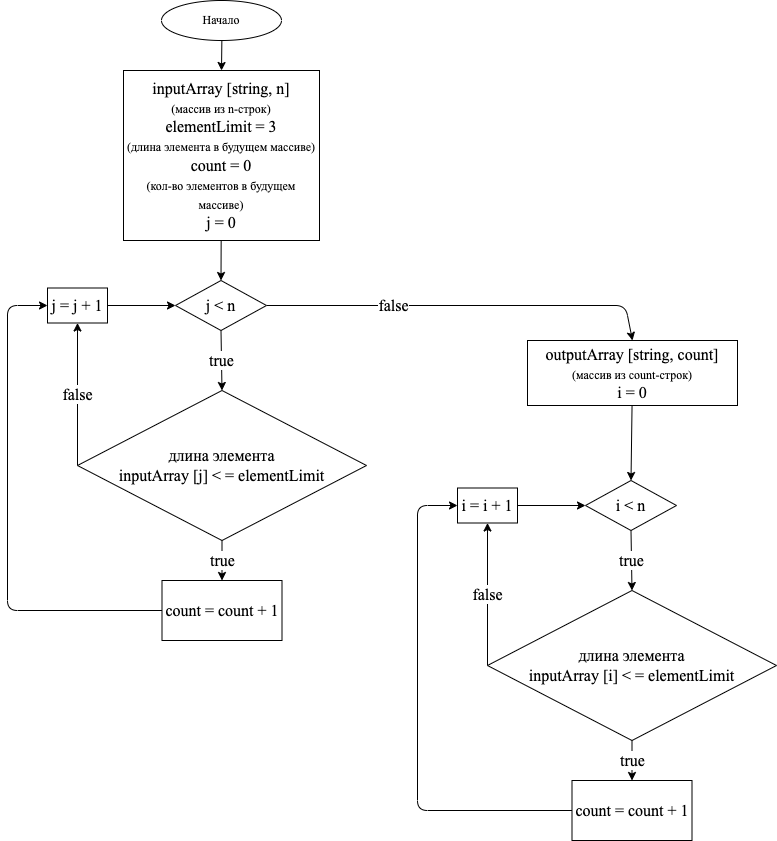 Начало
inputArray [string, n]
(массив из n-строк)
elementLimit = 3
(длина элемента в будущем массиве)
count = 0
(кол-во элементов в будущем
массиве)
j = 0
j = j + 1
j < n
false
true
false
длина элемента
inputArray [j] < = elementLimit
true
count = count + 1
outputArray [string, count]
(массив из count-строк)
i = 0
i = i + 1
i < n
true
false
длина элемента
inputArray [i] < = elementLimit
true
count = count + 1